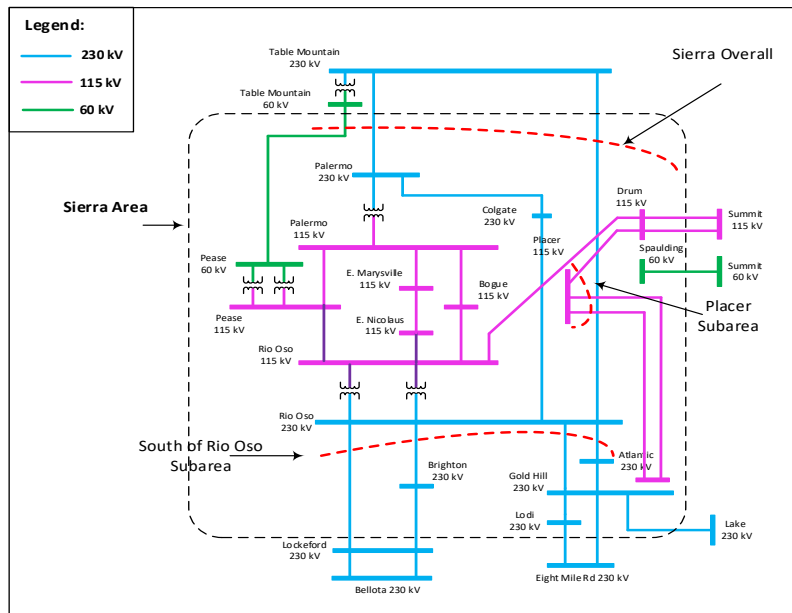 Legend:
230 kV
115 kV
60 kV
Table Mountain
230 kV
Sierra Overall
Table Mountain
60 kV
Palermo
230 kV
Drum
115 kV
Summit
115 kV
Sierra Area
Colgate
230 kV
Placer
115 kV
Palermo
115 kV
Spaulding
60 kV
Summit
60 kV
Pease
60 kV
E. Marysville
115 kV
Bogue
115 kV
Placer
Subarea
Pease
115 kV
E. Nicolaus
115 kV
Rio Oso
115 kV
Rio Oso
230 kV
South of Rio Oso
Subarea
Atlantic
230 kV
Brighton
230 kV
Gold Hill
230 kV
Lodi
230 kV
Lake
230 kV
Lockeford
230 kV
Bellota 230 kV
Eight Mile Rd 230 kV